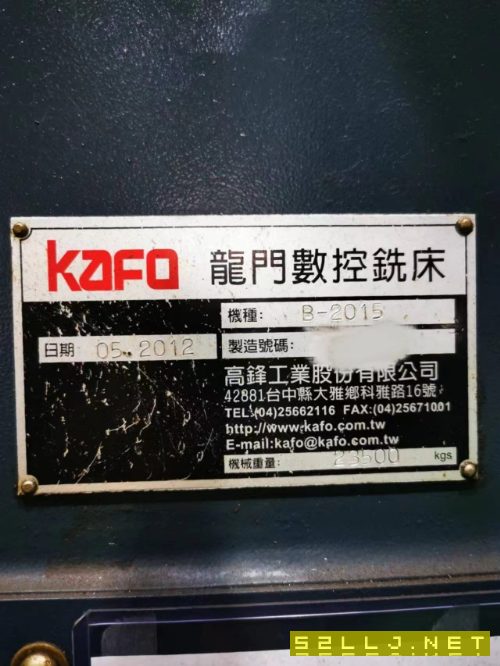 KAFO 龍門數控銑床
機種: B-2015
日期 05.2012 製造號碼:
高鋒工業股份有限公司
42881台中縣大雅鄉科雅路16號
TEL:(04)25662116 FAX:(04)25671001
http://www.kafo.com.tw
E-mail:kafo@kafo.com.tw
機械重量: 23500 kgs
52LLJ.NET